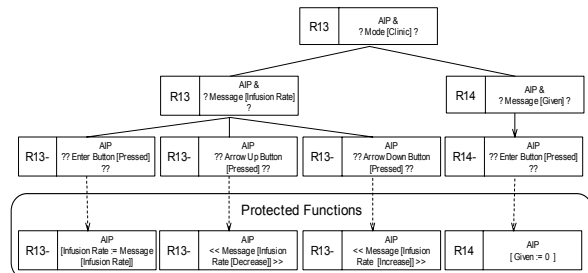 R13
AIP &
? Mode [Clinic] ?
R13
AIP &
? Message [Infusion Rate]
?
R14
AIP &
? Message [Given] ?
R13-
AIP
?? Enter Button [Pressed]
??
R13-
AIP
?? Arrow Up Button
[Pressed] ??
R13-
AIP
?? Arrow Down Button
[Pressed] ??
R14-
AIP
?? Enter Button [Pressed]
??
Protected Functions
R13-
AIP
[Infusion Rate := Message
[Infusion Rate]]
R13-
AIP
<< Message [Infusion
Rate [Decrease]] >>
R13-
AIP
<< Message [Infusion
Rate [Increase]] >>
R14
AIP
[ Given := 0 ]